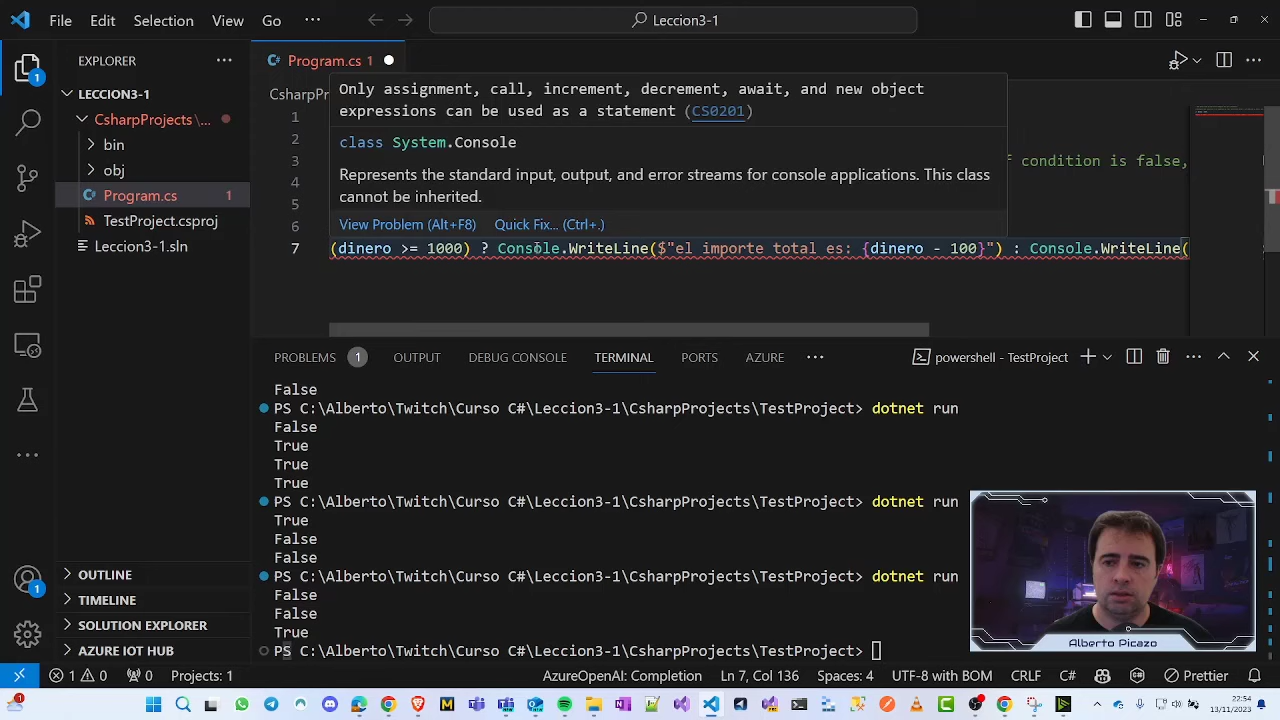 File Edit Selection View Go ··· Leccion3-1
EXPLORER ···
LECCION3-1
CsharpProjects \ ...
bin
obj
Program.cs 1
TestProject.csproj
Leccion3-1.sln
OUTLINE
TIMELINE
SOLUTION EXPLORER
AZURE IOT HUB
Program.cs 1
CsharpPr
Only assignment, call, increment, decrement, await, and new object
expressions can be used as a statement (CS0201)
class System.Console
Represents the standard input, output, and error streams for console applications. This class
cannot be inherited.
View Problem (Alt+F8) Quick Fix... (Ctrl+.)
1
2
3 f condition is false,
4
5
6
7 (dinero >= 1000) ? Console.WriteLine($"el importe total es: {dinero - 100}") : Console.WriteLine(
PROBLEMS 1 OUTPUT DEBUG CONSOLE TERMINAL PORTS AZURE ··· powershell - TestProject
False
PS C:\Alberto\Twitch\Curso C#\Leccion3-1\CsharpProjects\TestProject> dotnet run
False
True
True
True
PS C:\Alberto\Twitch\Curso C#\Leccion3-1\CsharpProjects\TestProject> dotnet run
True
False
False
PS C:\Alberto\Twitch\Curso C#\Leccion3-1\CsharpProjects\TestProject> dotnet run
False
False
True
PS C:\Alberto\Twitch\Curso C#\Leccion3-1\CsharpProjects\TestProject>
Alberto Picazo
1 0 0 Projects: 1 AzureOpenAI: Completion Ln 7, Col 136 Spaces: 4 UTF-8 with BOM CRLF C# Prettier
22:54